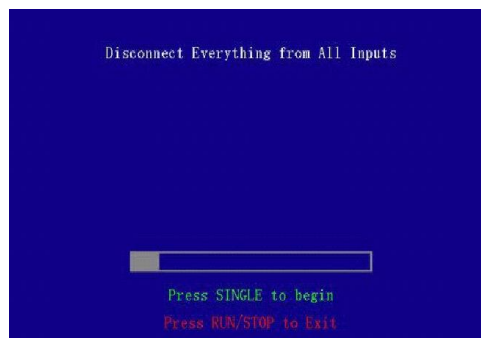 Disconnect Everything from All Inputs
Press SINGLE to begin
Press RUN/STOP to Exit